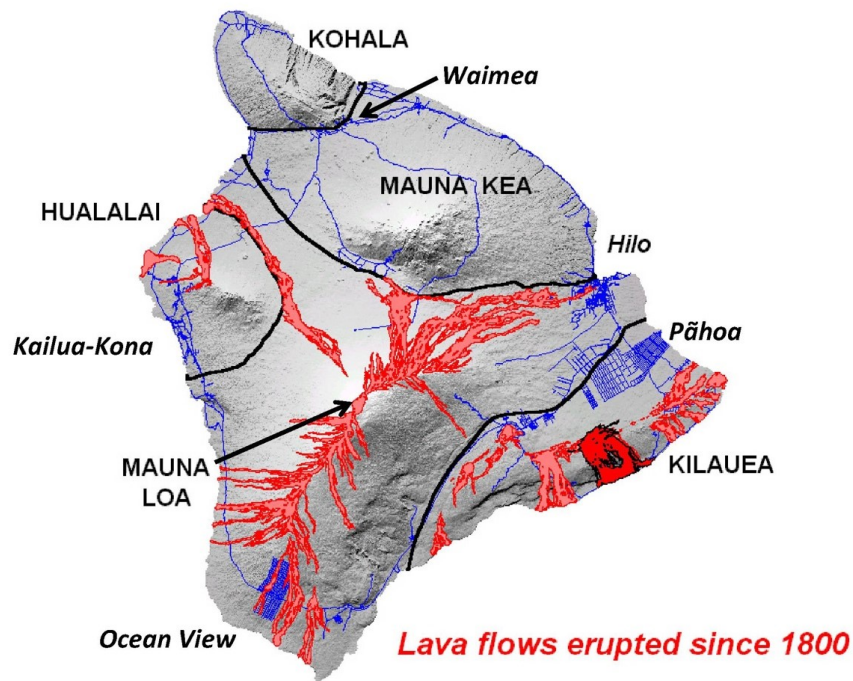 KOHALA
Waimea
MAUNA KEA
HUALALAI
Hilo
Pãhoa
Kailua-Kona
MAUNA
LOA
KILAUEA
Ocean View
Lava flows erupted since 1800